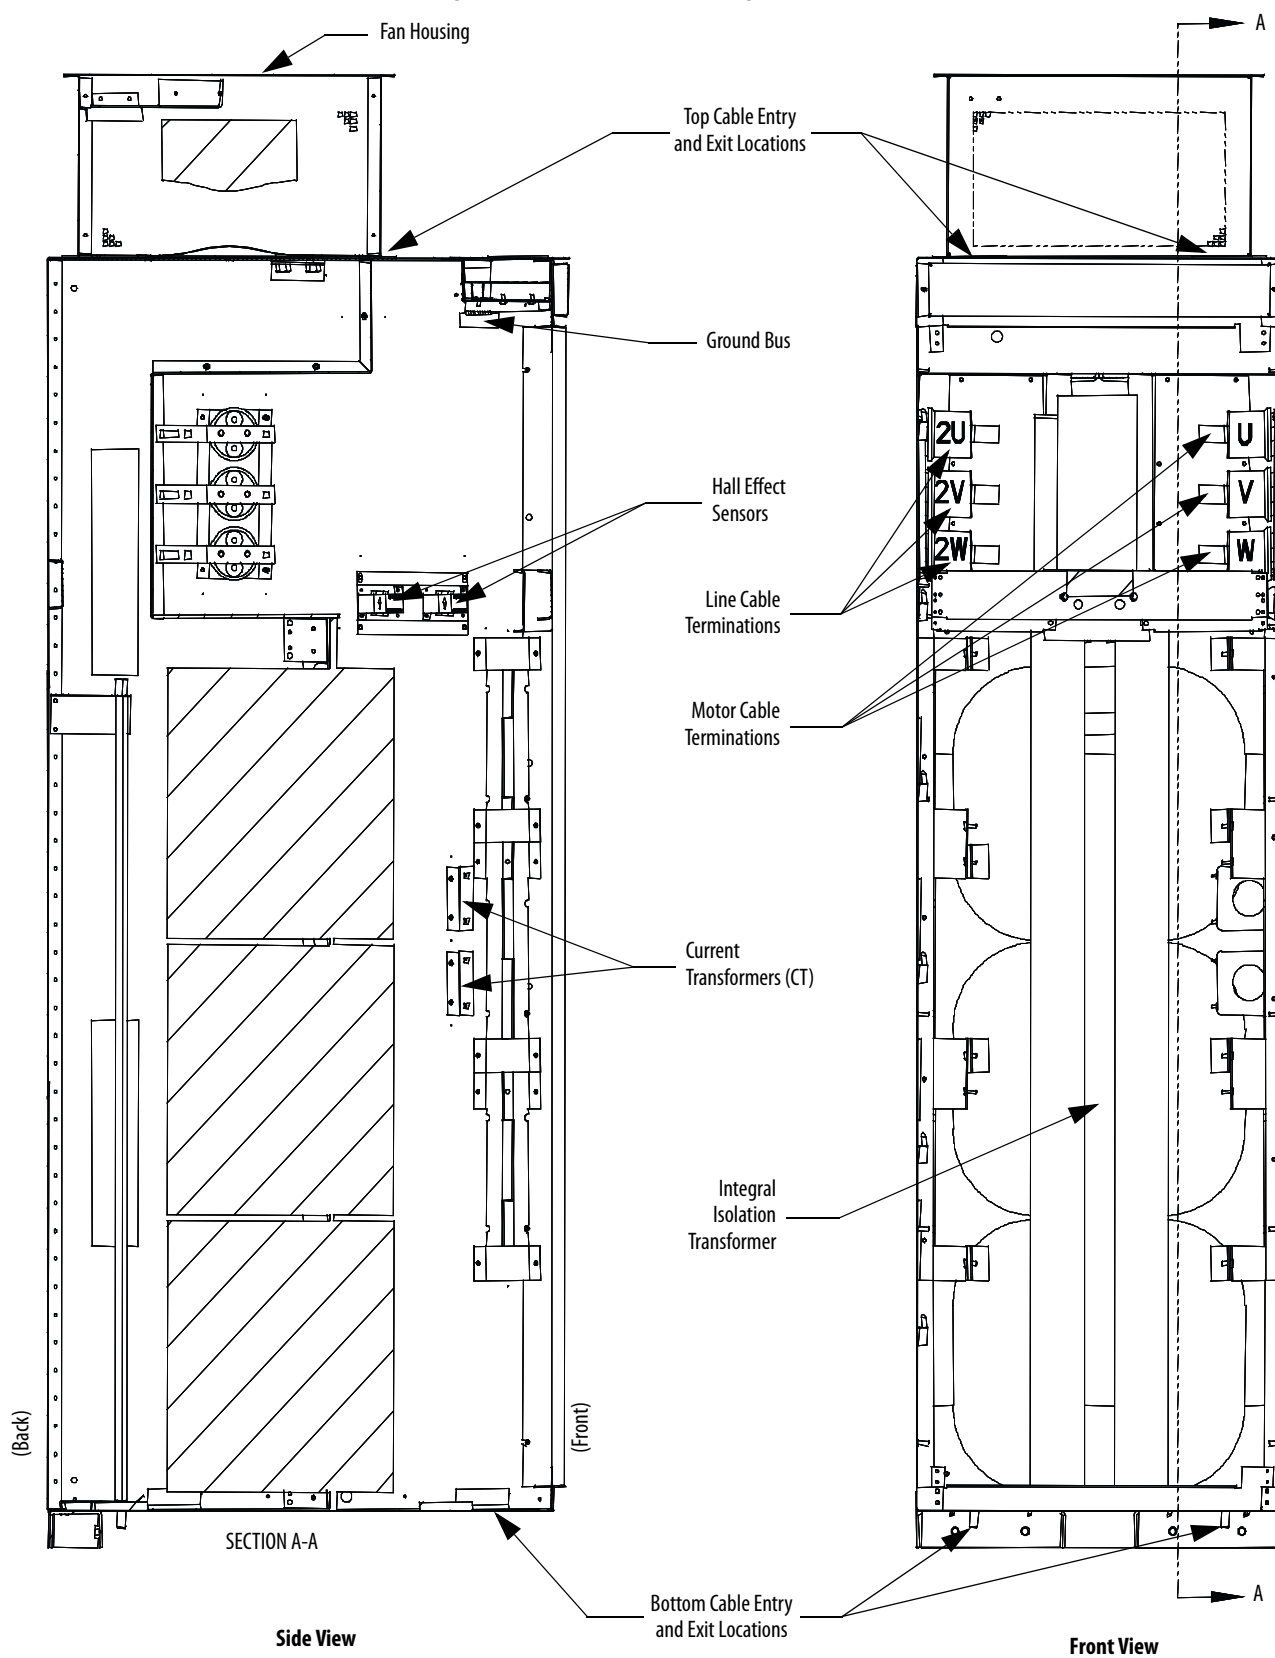 Fan Housing
A
Top Cable Entry
and Exit Locations
Ground Bus
2U
U
Hall Effect
Sensors
2V
V
2W
W
Line Cable
Terminations
Motor Cable
Terminations
Current
Transformers (CT)
Integral
Isolation
Transformer
(Back)
(Front)
SECTION A-A
Bottom Cable Entry
and Exit Locations
A
Side View
Front View